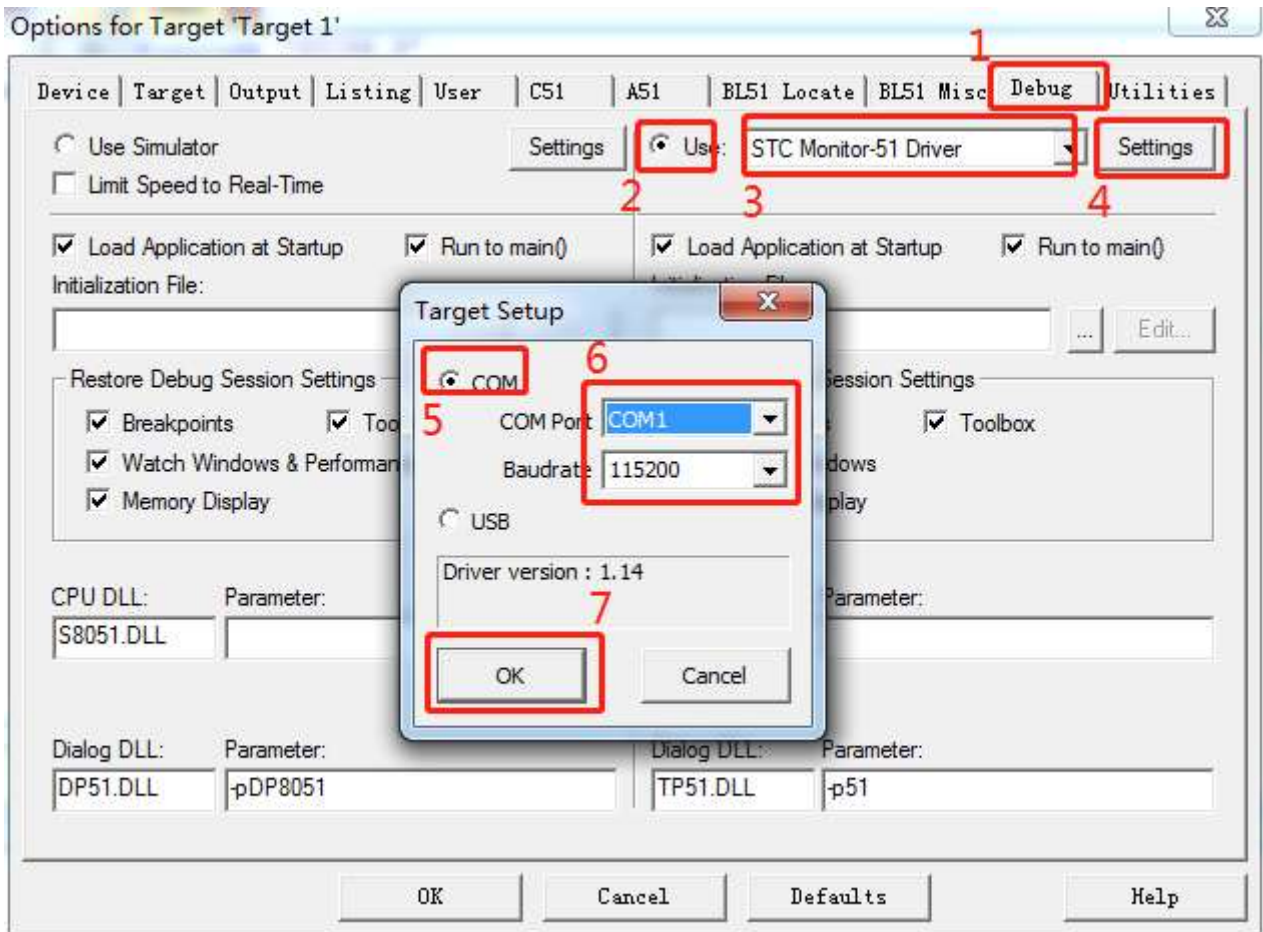 Options for Target 'Target 1'
1
Device Target Output Listing User C51 A51 BL51 Locate BL51 Misc Debug Utilities
Use Simulator Settings Use: STC Monitor-51 Driver Settings
Limit Speed to Real-Time
2 3 4
Load Application at Startup Run to main() Load Application at Startup Run to main()
Initialization File:
... Edit...
Target Setup
6
COM
5
COM Port COM1
Baudrate 115200
USB
Driver version : 1.14
7
OK Cancel
Restore Debug Session Settings Session Settings
Breakpoints Toolbox
Watch Windows &
Memory Display
CPU DLL: Parameter: Parameter:
S8051.DLL
Dialog DLL: Parameter: Dialog DLL: Parameter:
DP51.DLL -pDP8051 TP51.DLL -p51
OK Cancel Defaults Help